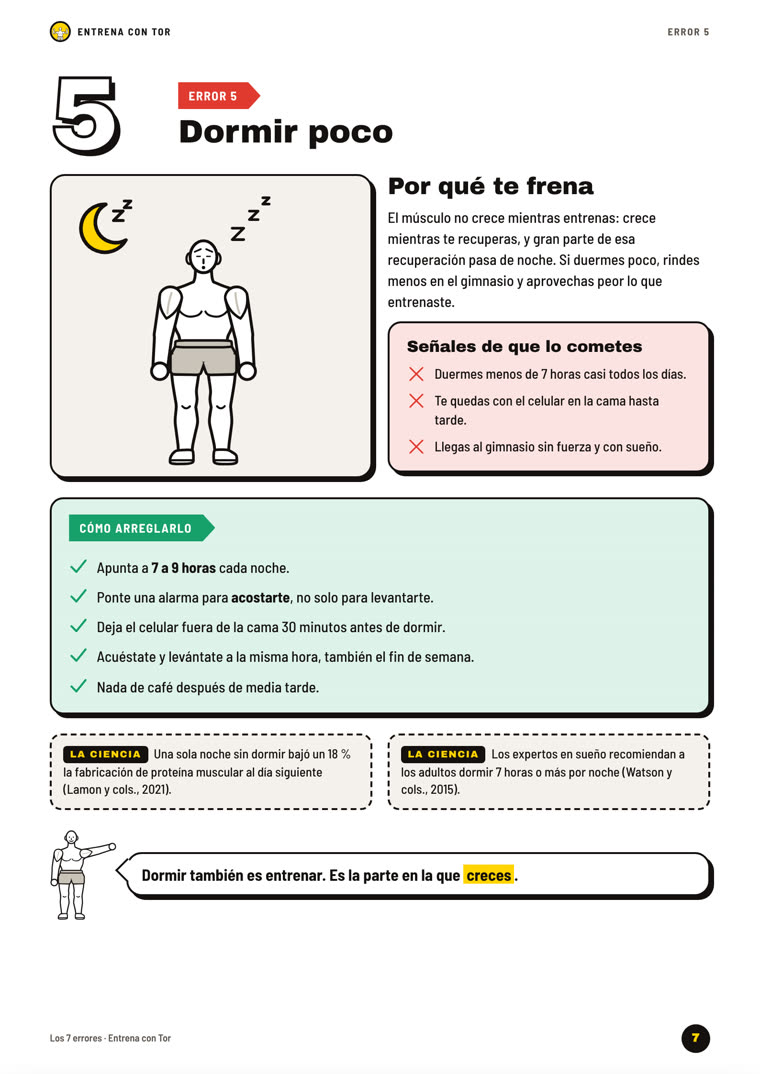 ENTRENA CON TOR
ERROR 5
5
ERROR 5
Dormir poco
z z
z z z
Por qué te frena
El músculo no crece mientras entrenas: crece
mientras te recuperas, y gran parte de esa
recuperación pasa de noche. Si duermes poco, rindes
menos en el gimnasio y aprovechas peor lo que
entrenaste.
Señales de que lo cometes
Duermes menos de 7 horas casi todos los días.
Te quedas con el celular en la cama hasta
tarde.
Llegas al gimnasio sin fuerza y con sueño.
CÓMO ARREGLARLO
Apunta a 7 a 9 horas cada noche.
Ponte una alarma para acostarte, no solo para levantarte.
Deja el celular fuera de la cama 30 minutos antes de dormir.
Acuéstate y levántate a la misma hora, también el fin de semana.
Nada de café después de media tarde.
LA CIENCIA Una sola noche sin dormir bajó un 18 %
la fabricación de proteína muscular al día siguiente
(Lamon y cols., 2021).
LA CIENCIA Los expertos en sueño recomiendan a
los adultos dormir 7 horas o más por noche (Watson y
cols., 2015).
Dormir también es entrenar. Es la parte en la que creces.
Los 7 errores · Entrena con Tor
7